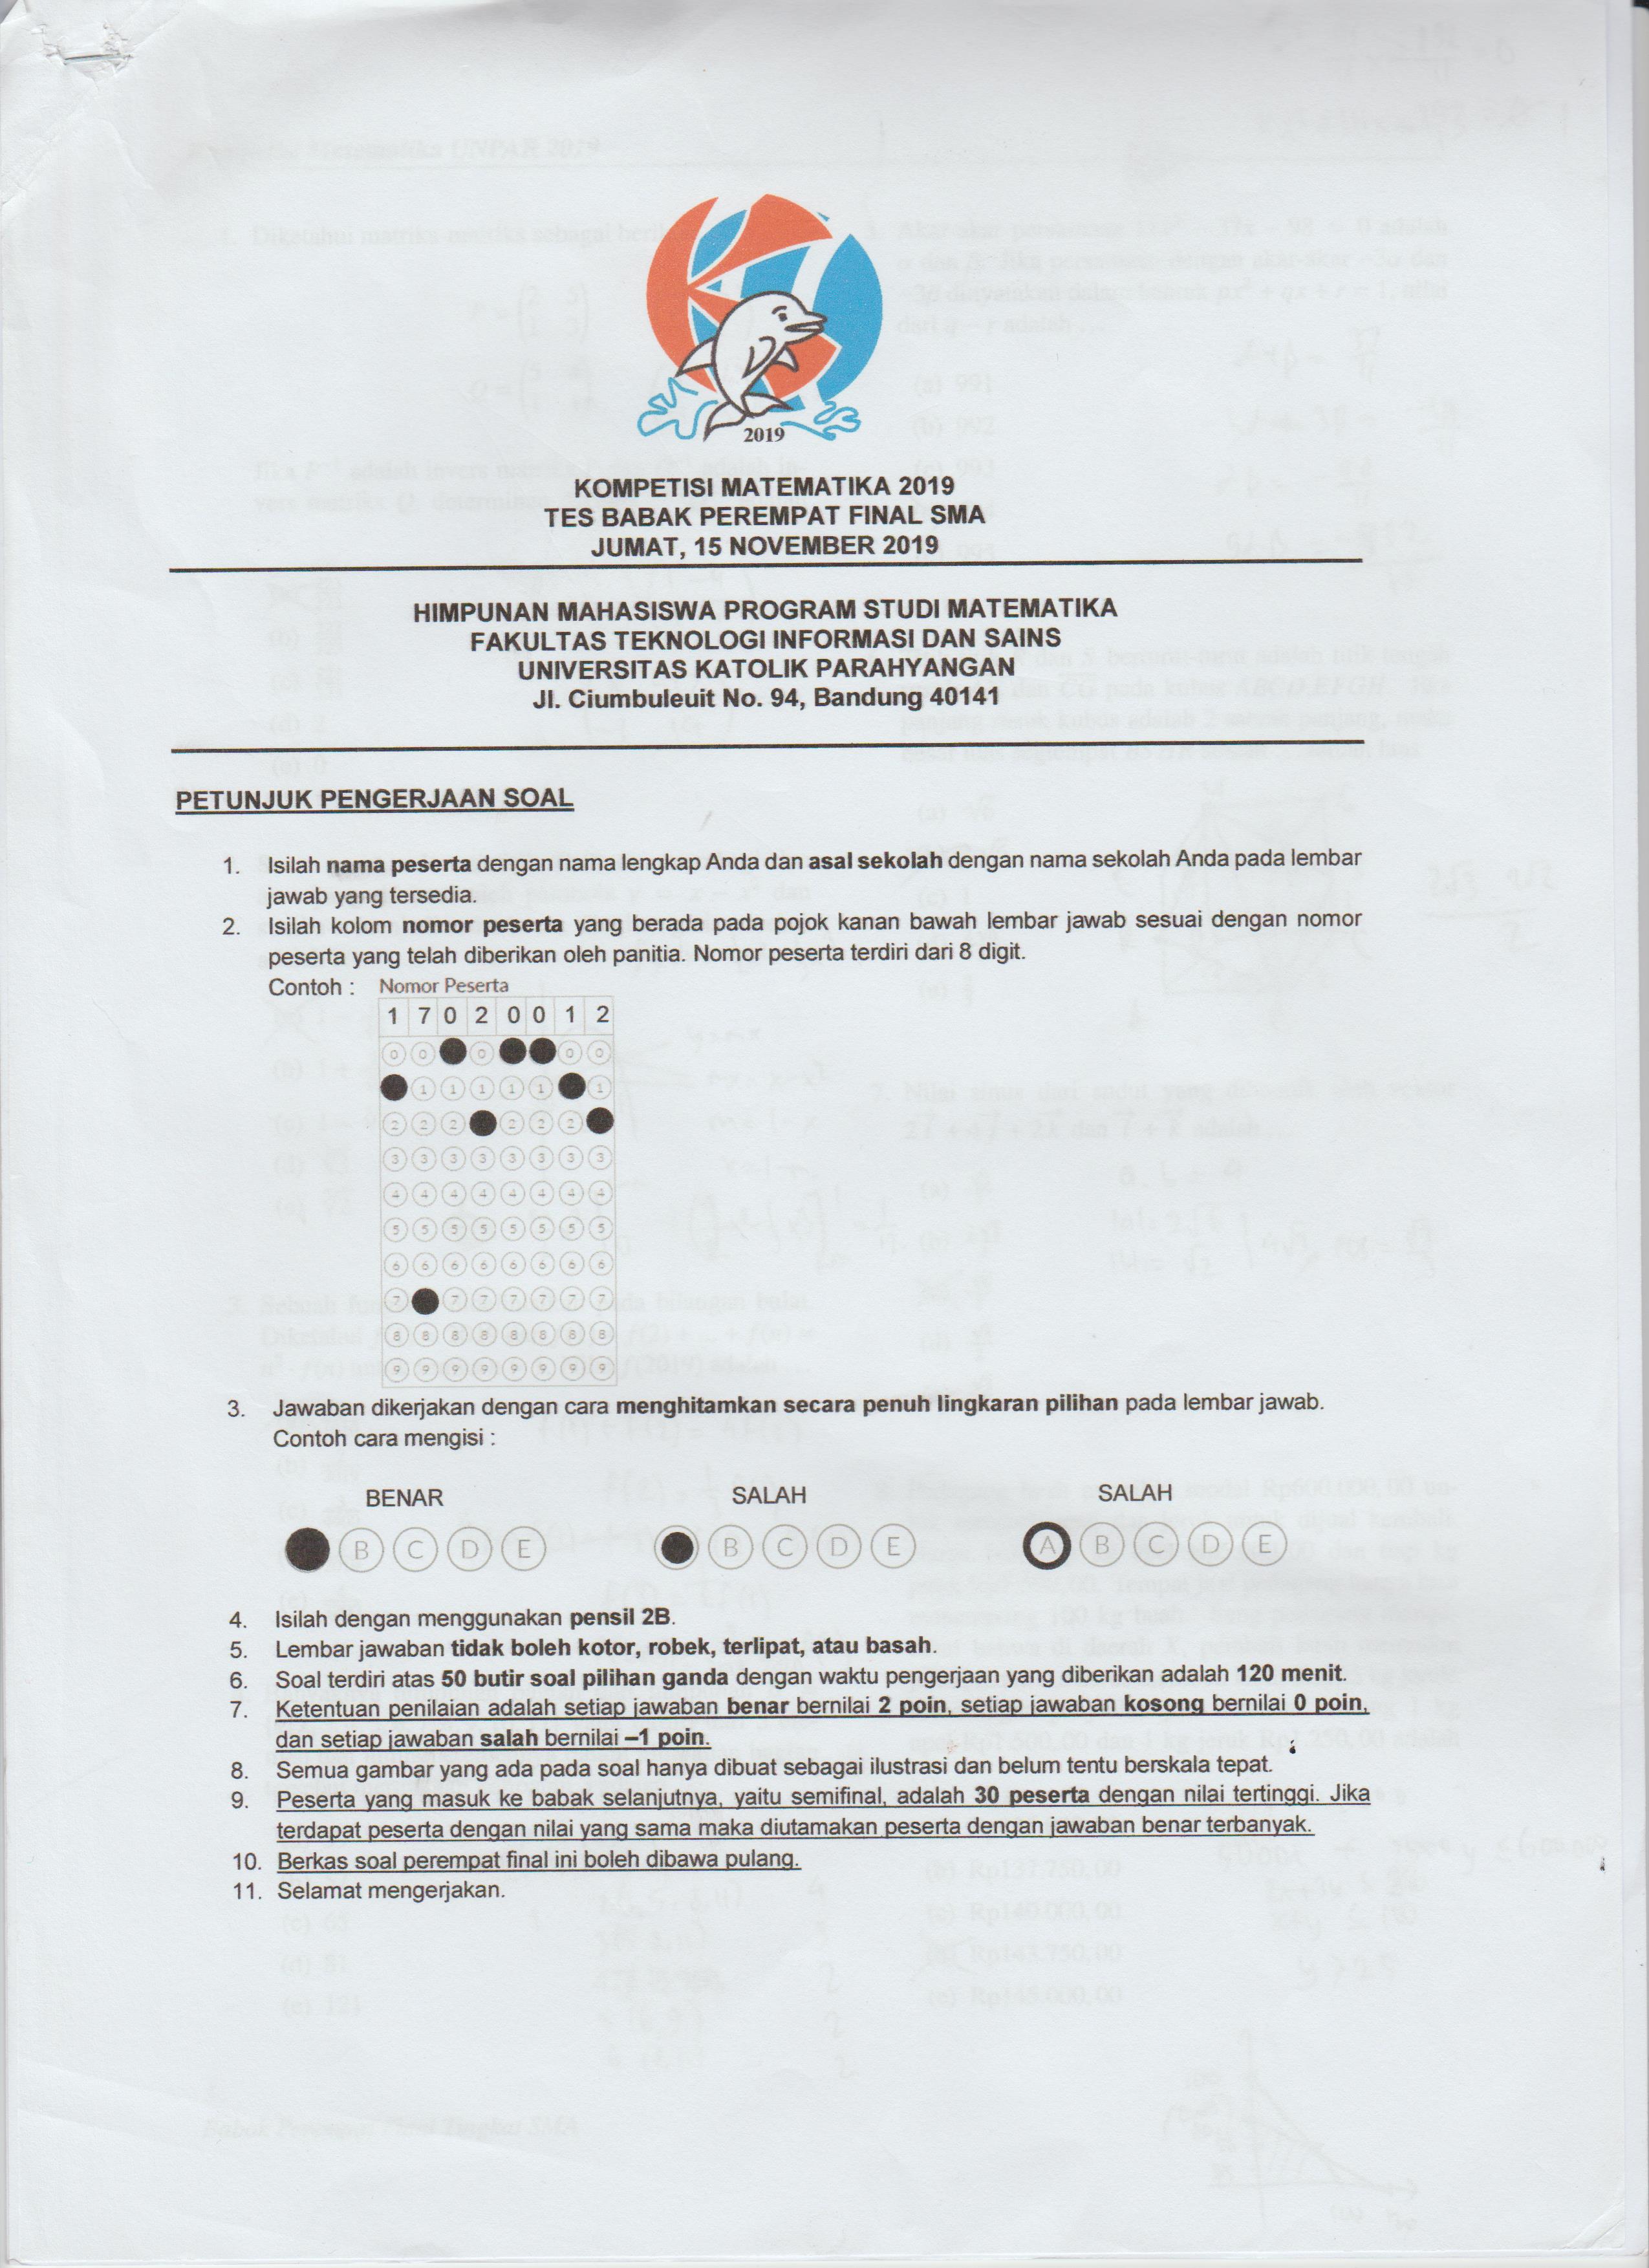 2019
KOMPETISI MATEMATIKA 2019
TES BABAK PEREMPAT FINAL SMA
JUMAT, 15 NOVEMBER 2019
HIMPUNAN MAHASISWA PROGRAM STUDI MATEMATIKA
FAKULTAS TEKNOLOGI INFORMASI DAN SAINS
UNIVERSITAS KATOLIK PARAHYANGAN
Jl. Ciumbuleuit No. 94, Bandung 40141
PETUNJUK PENGERJAAN SOAL
1. Isilah nama peserta dengan nama lengkap Anda dan asal sekolah dengan nama sekolah Anda pada lembar
jawab yang tersedia.
2. Isilah kolom nomor peserta yang berada pada pojok kanan bawah lembar jawab sesuai dengan nomor
peserta yang telah diberikan oleh panitia. Nomor peserta terdiri dari 8 digit.
Contoh : Nomor Peserta
1 7 0 2 0 0 1 2
0 0 0 0 0
1 1 1 1 1 1
2 2 2 2 2 2
3 3 3 3 3 3 3 3
4 4 4 4 4 4 4 4
5 5 5 5 5 5 5 5
6 6 6 6 6 6 6 6
7 7 7 7 7 7 7
8 8 8 8 8 8 8 8
9 9 9 9 9 9 9 9
3. Jawaban dikerjakan dengan cara menghitamkan secara penuh lingkaran pilihan pada lembar jawab.
Contoh cara mengisi :
BENAR SALAH SALAH
B C D E B C D E A B C D E
4. Isilah dengan menggunakan pensil 2B.
5. Lembar jawaban tidak boleh kotor, robek, terlipat, atau basah.
6. Soal terdiri atas 50 butir soal pilihan ganda dengan waktu pengerjaan yang diberikan adalah 120 menit.
7. Ketentuan penilaian adalah setiap jawaban benar bernilai 2 poin, setiap jawaban kosong bernilai 0 poin,
dan setiap jawaban salah bernilai –1 poin.
8. Semua gambar yang ada pada soal hanya dibuat sebagai ilustrasi dan belum tentu berskala tepat.
9. Peserta yang masuk ke babak selanjutnya, yaitu semifinal, adalah 30 peserta dengan nilai tertinggi. Jika
terdapat peserta dengan nilai yang sama maka diutamakan peserta dengan jawaban benar terbanyak.
10. Berkas soal perempat final ini boleh dibawa pulang.
11. Selamat mengerjakan.